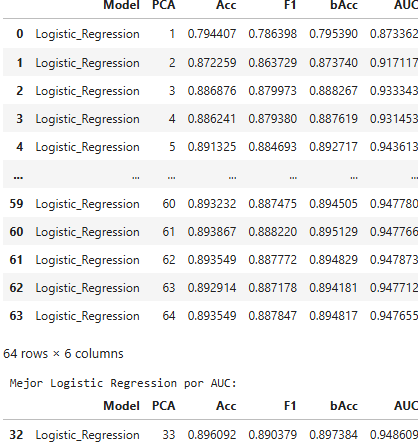 Model PCA Acc F1 bAcc AUC
0 Logistic_Regression 1 0.794407 0.786398 0.795390 0.873362
1 Logistic_Regression 2 0.872259 0.863729 0.873740 0.917117
2 Logistic_Regression 3 0.886876 0.879973 0.888267 0.933343
3 Logistic_Regression 4 0.886241 0.879380 0.887619 0.931453
4 Logistic_Regression 5 0.891325 0.884693 0.892717 0.943613
... ... ... ... ... ... ...
59 Logistic_Regression 60 0.893232 0.887475 0.894505 0.947780
60 Logistic_Regression 61 0.893867 0.888220 0.895129 0.947766
61 Logistic_Regression 62 0.893549 0.887772 0.894829 0.947873
62 Logistic_Regression 63 0.892914 0.887178 0.894181 0.947712
63 Logistic_Regression 64 0.893549 0.887847 0.894817 0.947655
64 rows × 6 columns
Mejor Logistic Regression por AUC:
Model PCA Acc F1 bAcc AUC
32 Logistic_Regression 33 0.896092 0.890379 0.897384 0.948609